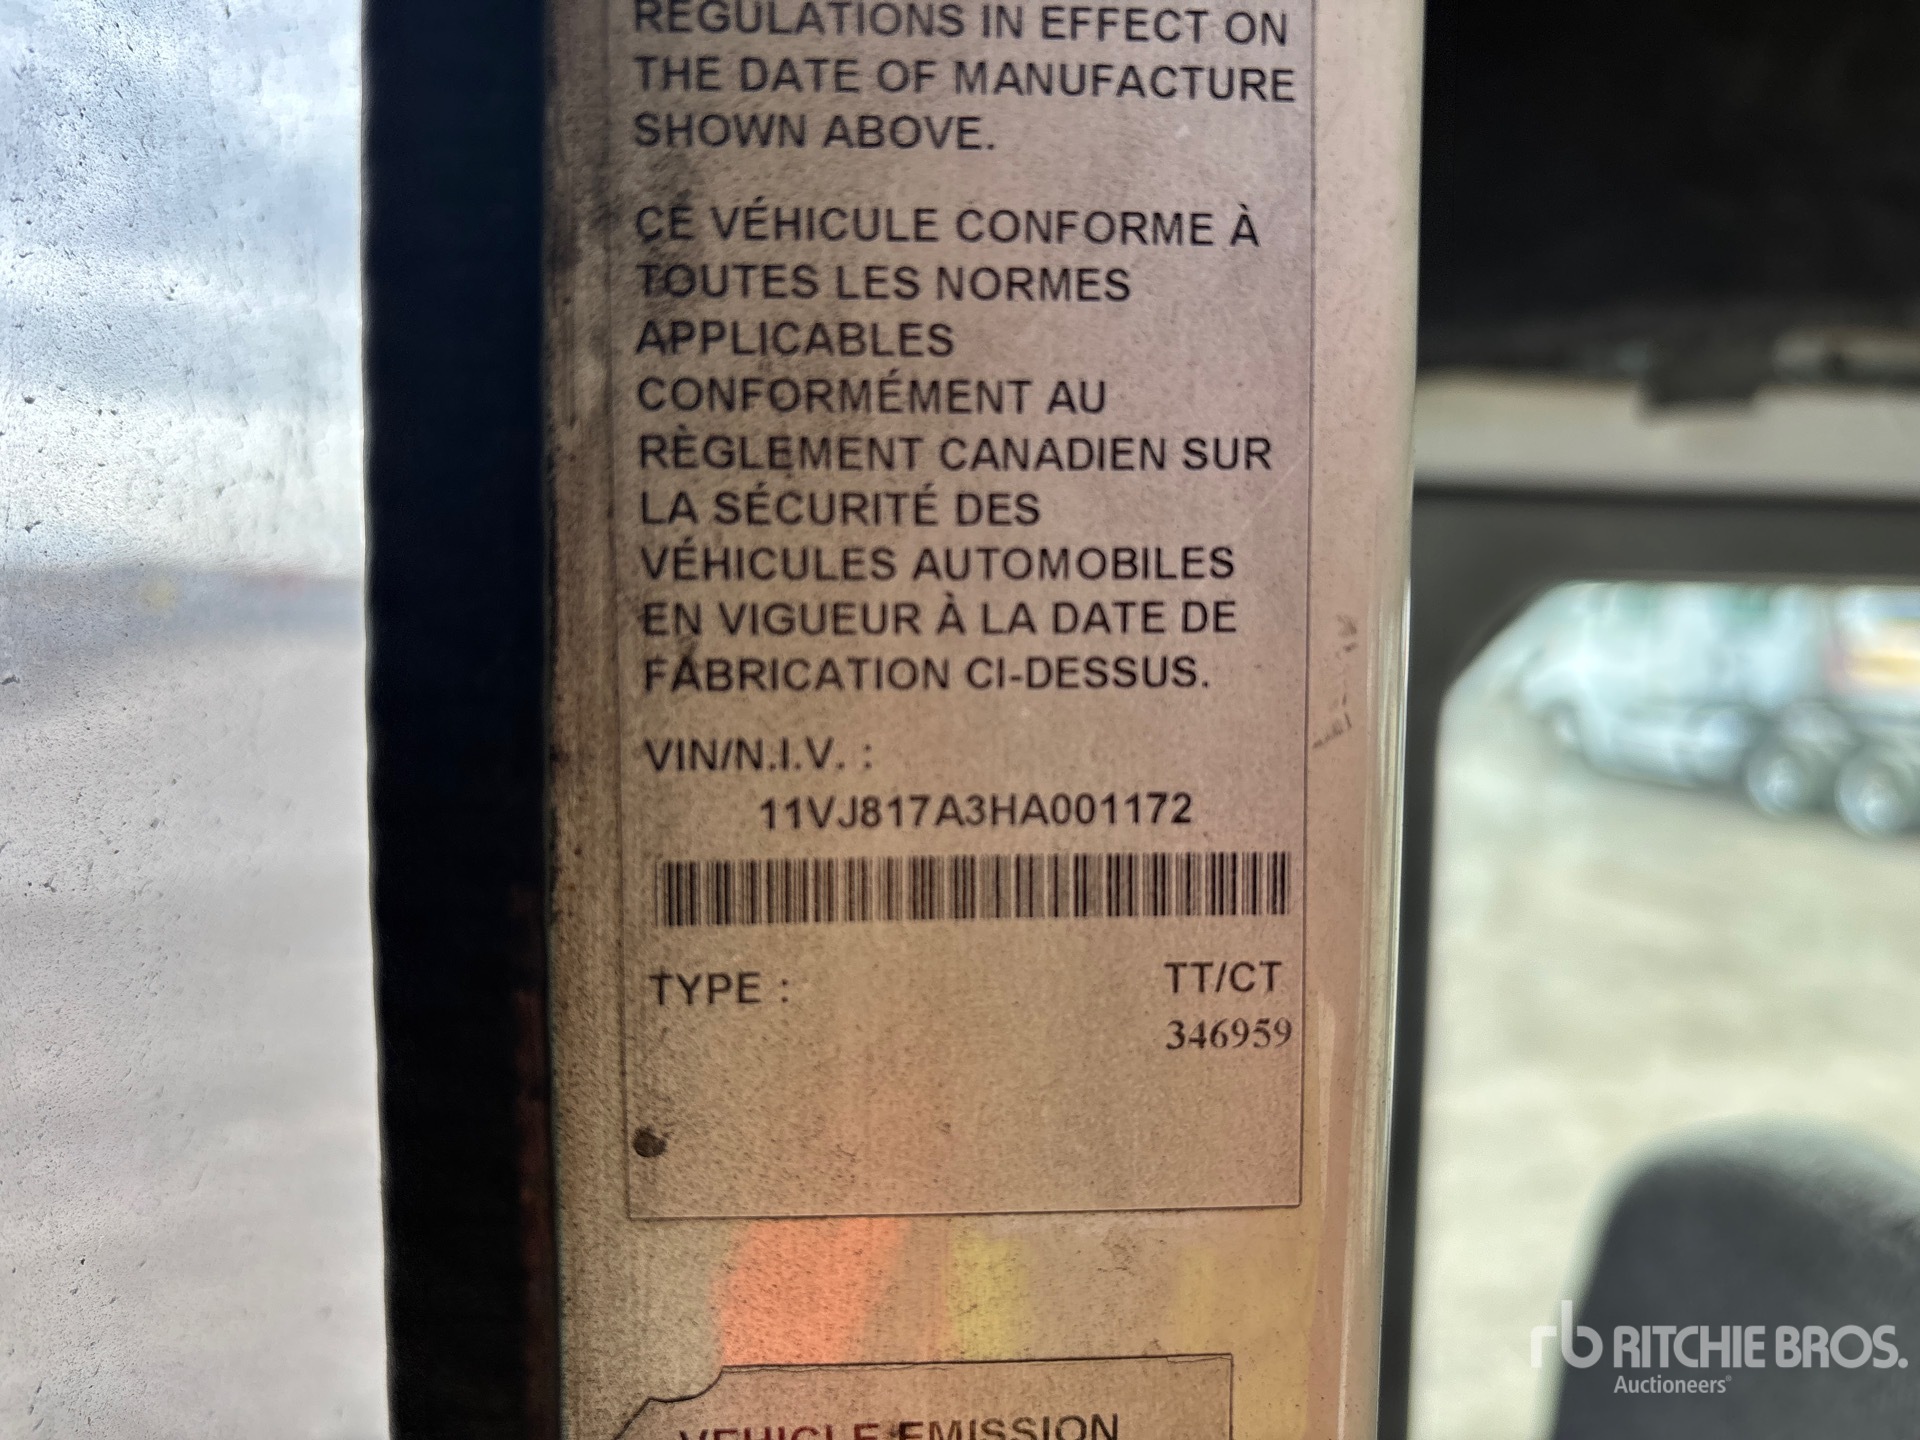 REGULATIONS IN EFFECT ON
THE DATE OF MANUFACTURE
SHOWN ABOVE.
CE VÉHICULE CONFORME À
TOUTES LES NORMES
APPLICABLES
CONFORMÉMENT AU
RÈGLEMENT CANADIEN SUR
LA SÉCURITÉ DES
VÉHICULES AUTOMOBILES
EN VIGUEUR À LA DATE DE
FABRICATION CI-DESSUS.
VIN/N.I.V. :
11VJ817A3HA001172
TYPE : TT/CT
346959
VEHICLE EMISSION
rb RITCHIE BROS.
Auctioneers